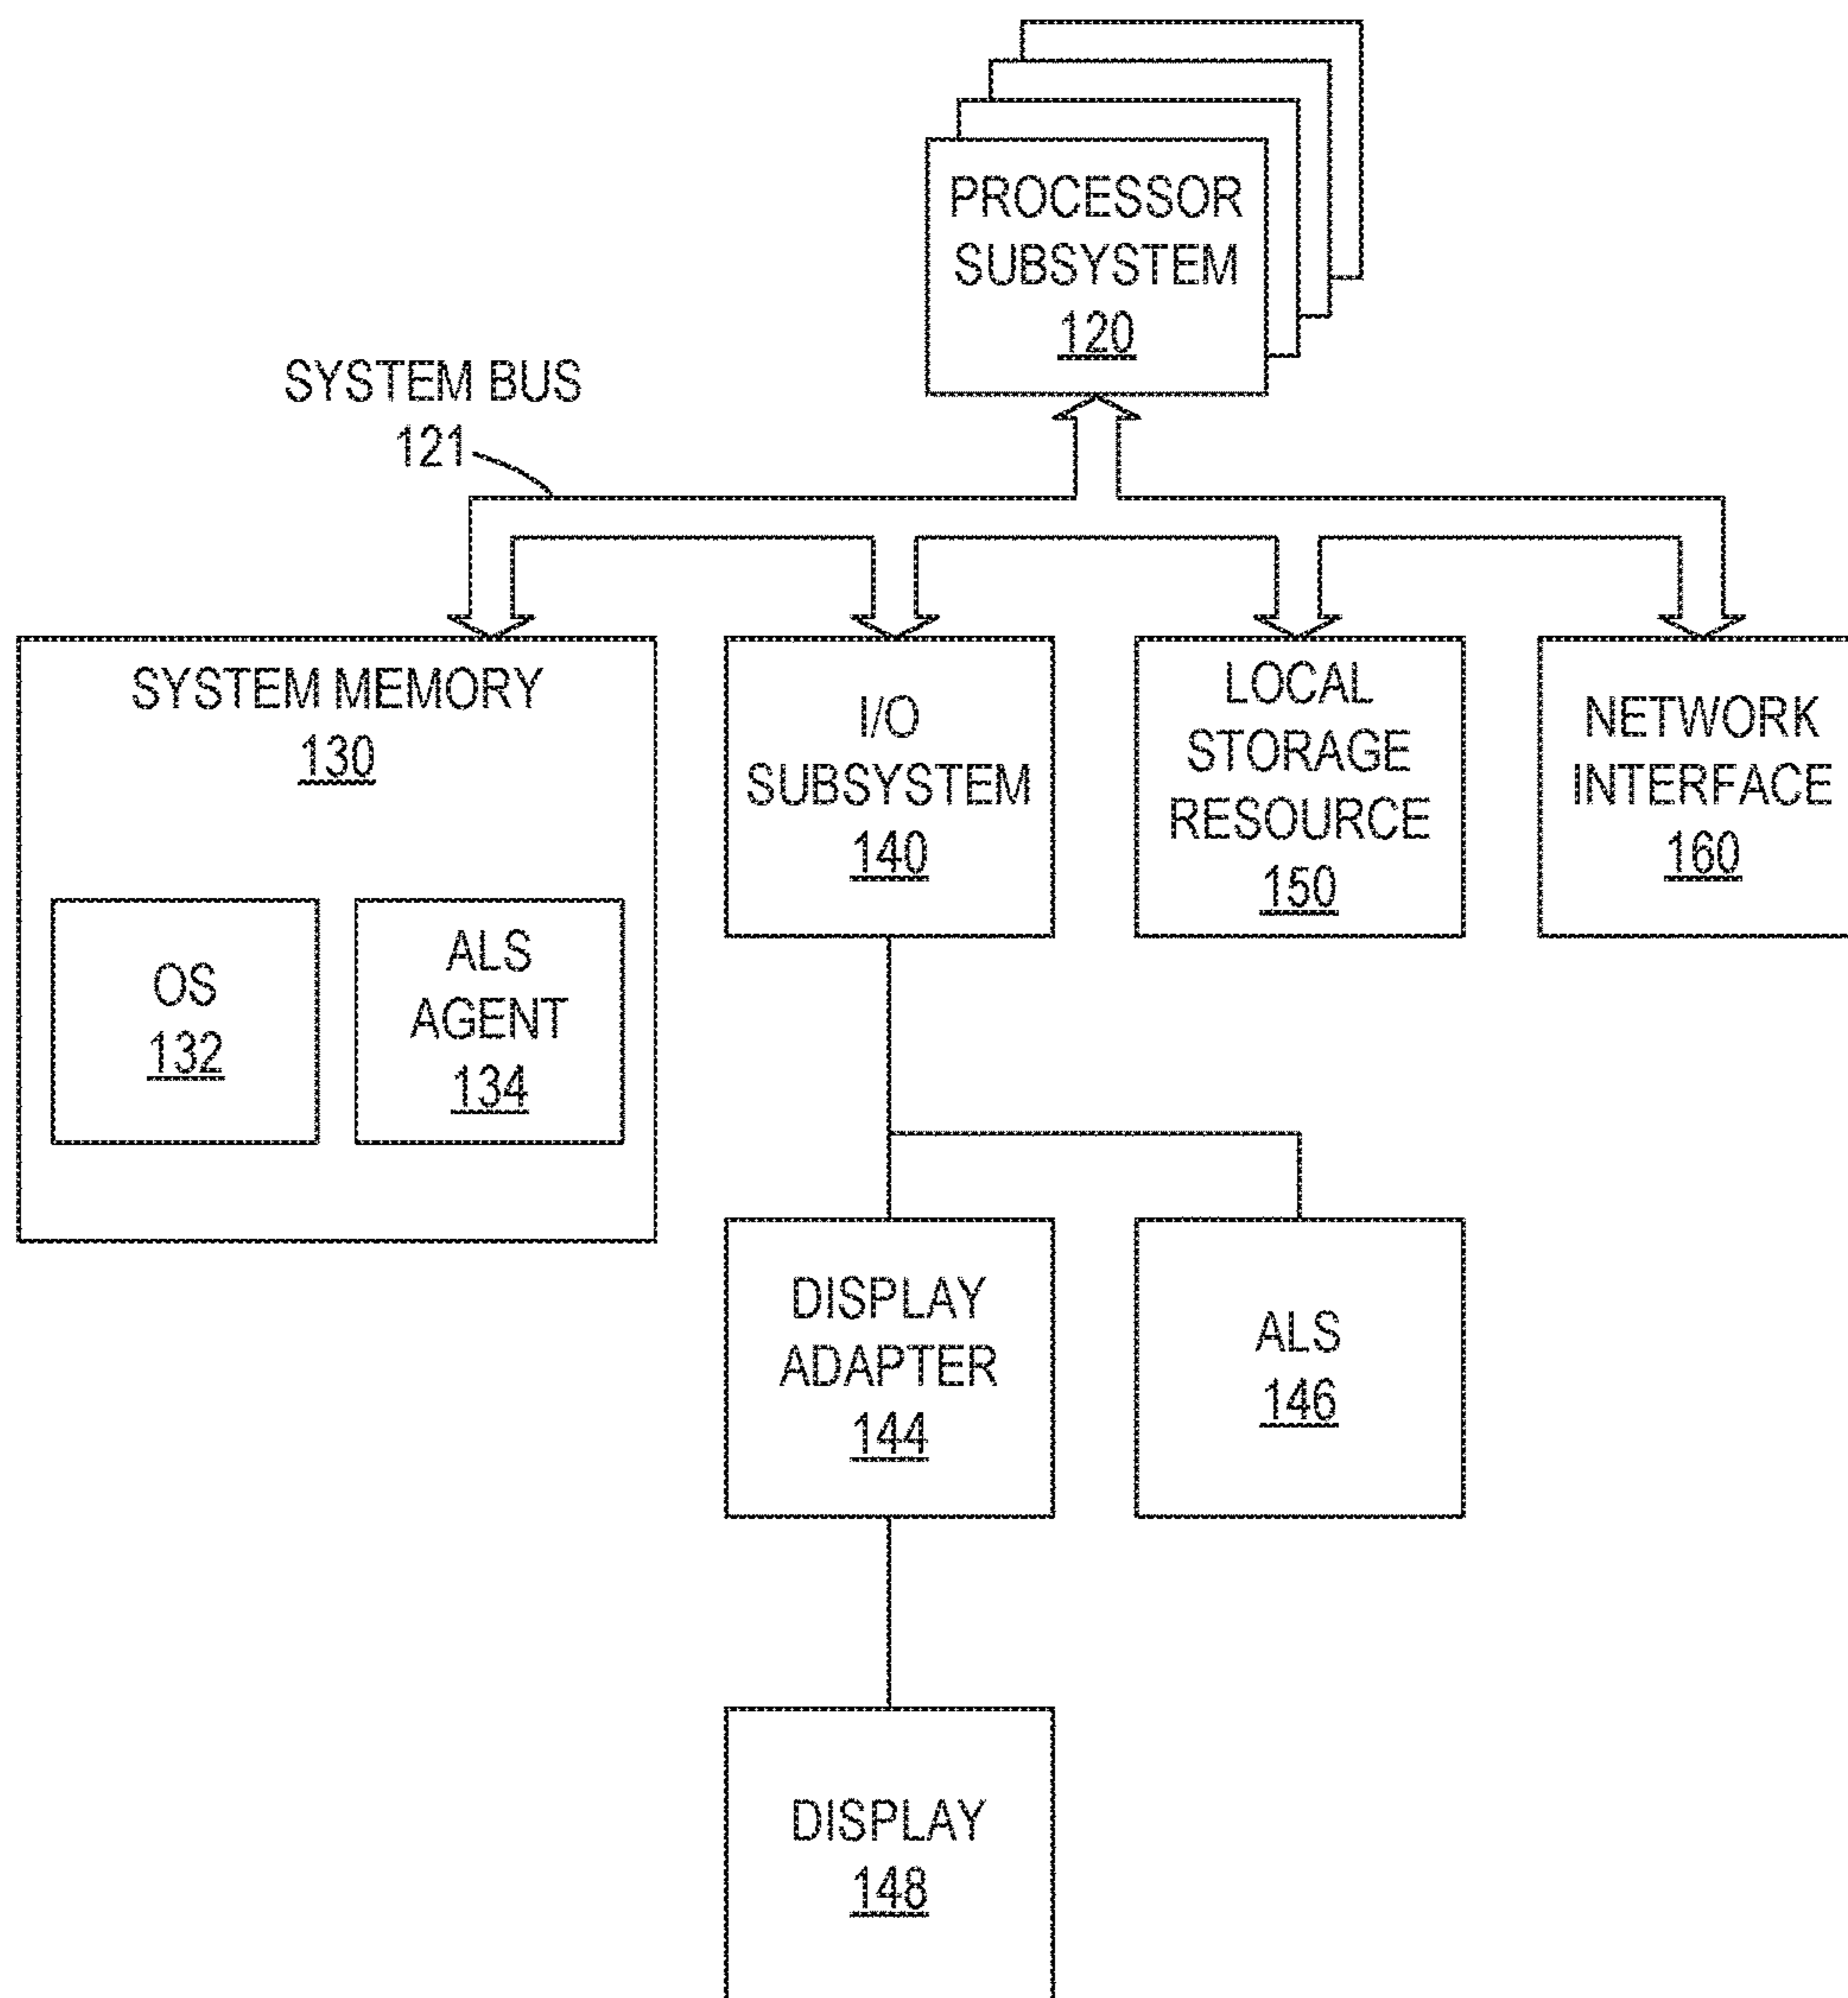 PROCESSOR
SUBSYSTEM
120
SYSTEM BUS
121
SYSTEM MEMORY
130
OS
132
ALS
AGENT
134
I/O
SUBSYSTEM
140
LOCAL
STORAGE
RESOURCE
150
NETWORK
INTERFACE
160
DISPLAY
ADAPTER
144
ALS
146
DISPLAY
148